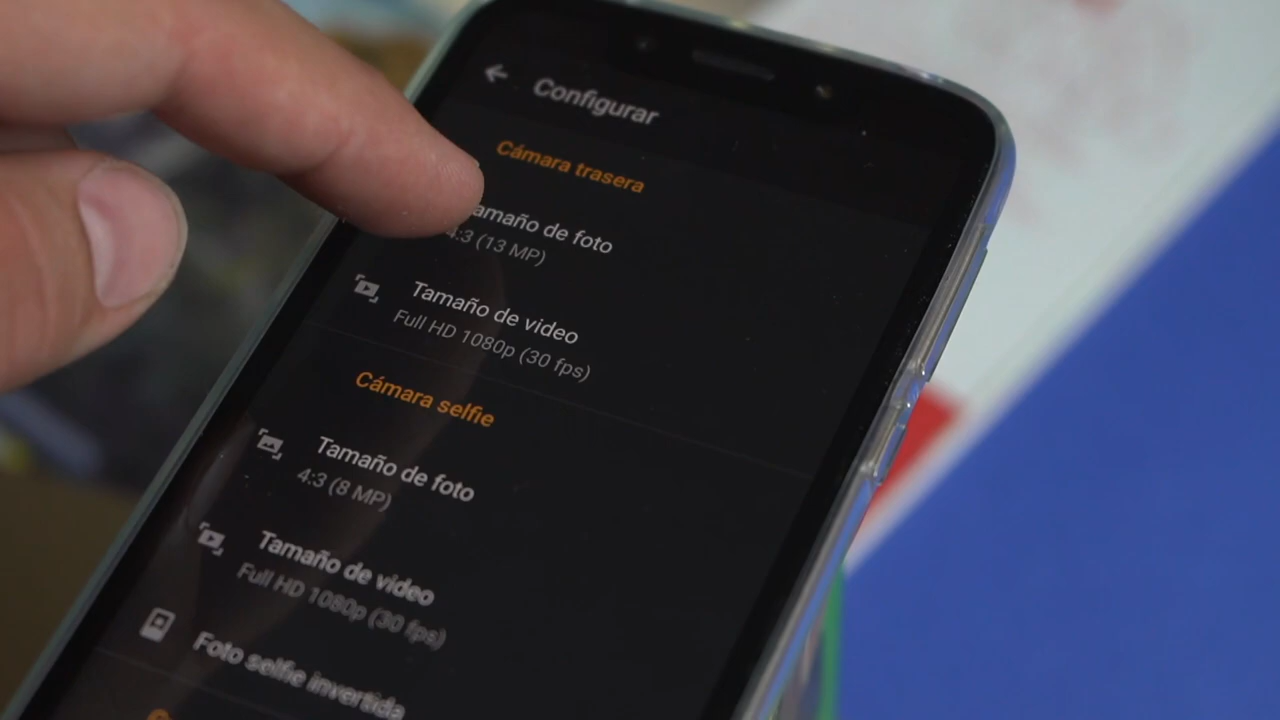 Configurar
Cámara trasera
amaño de foto
4:3 (13 MP)
Tamaño de video
Full HD 1080p (30 fps)
Cámara selfie
Tamaño de foto
4:3 (8 MP)
Tamaño de video
Full HD 1080p (30 fps)
Foto selfie invertida